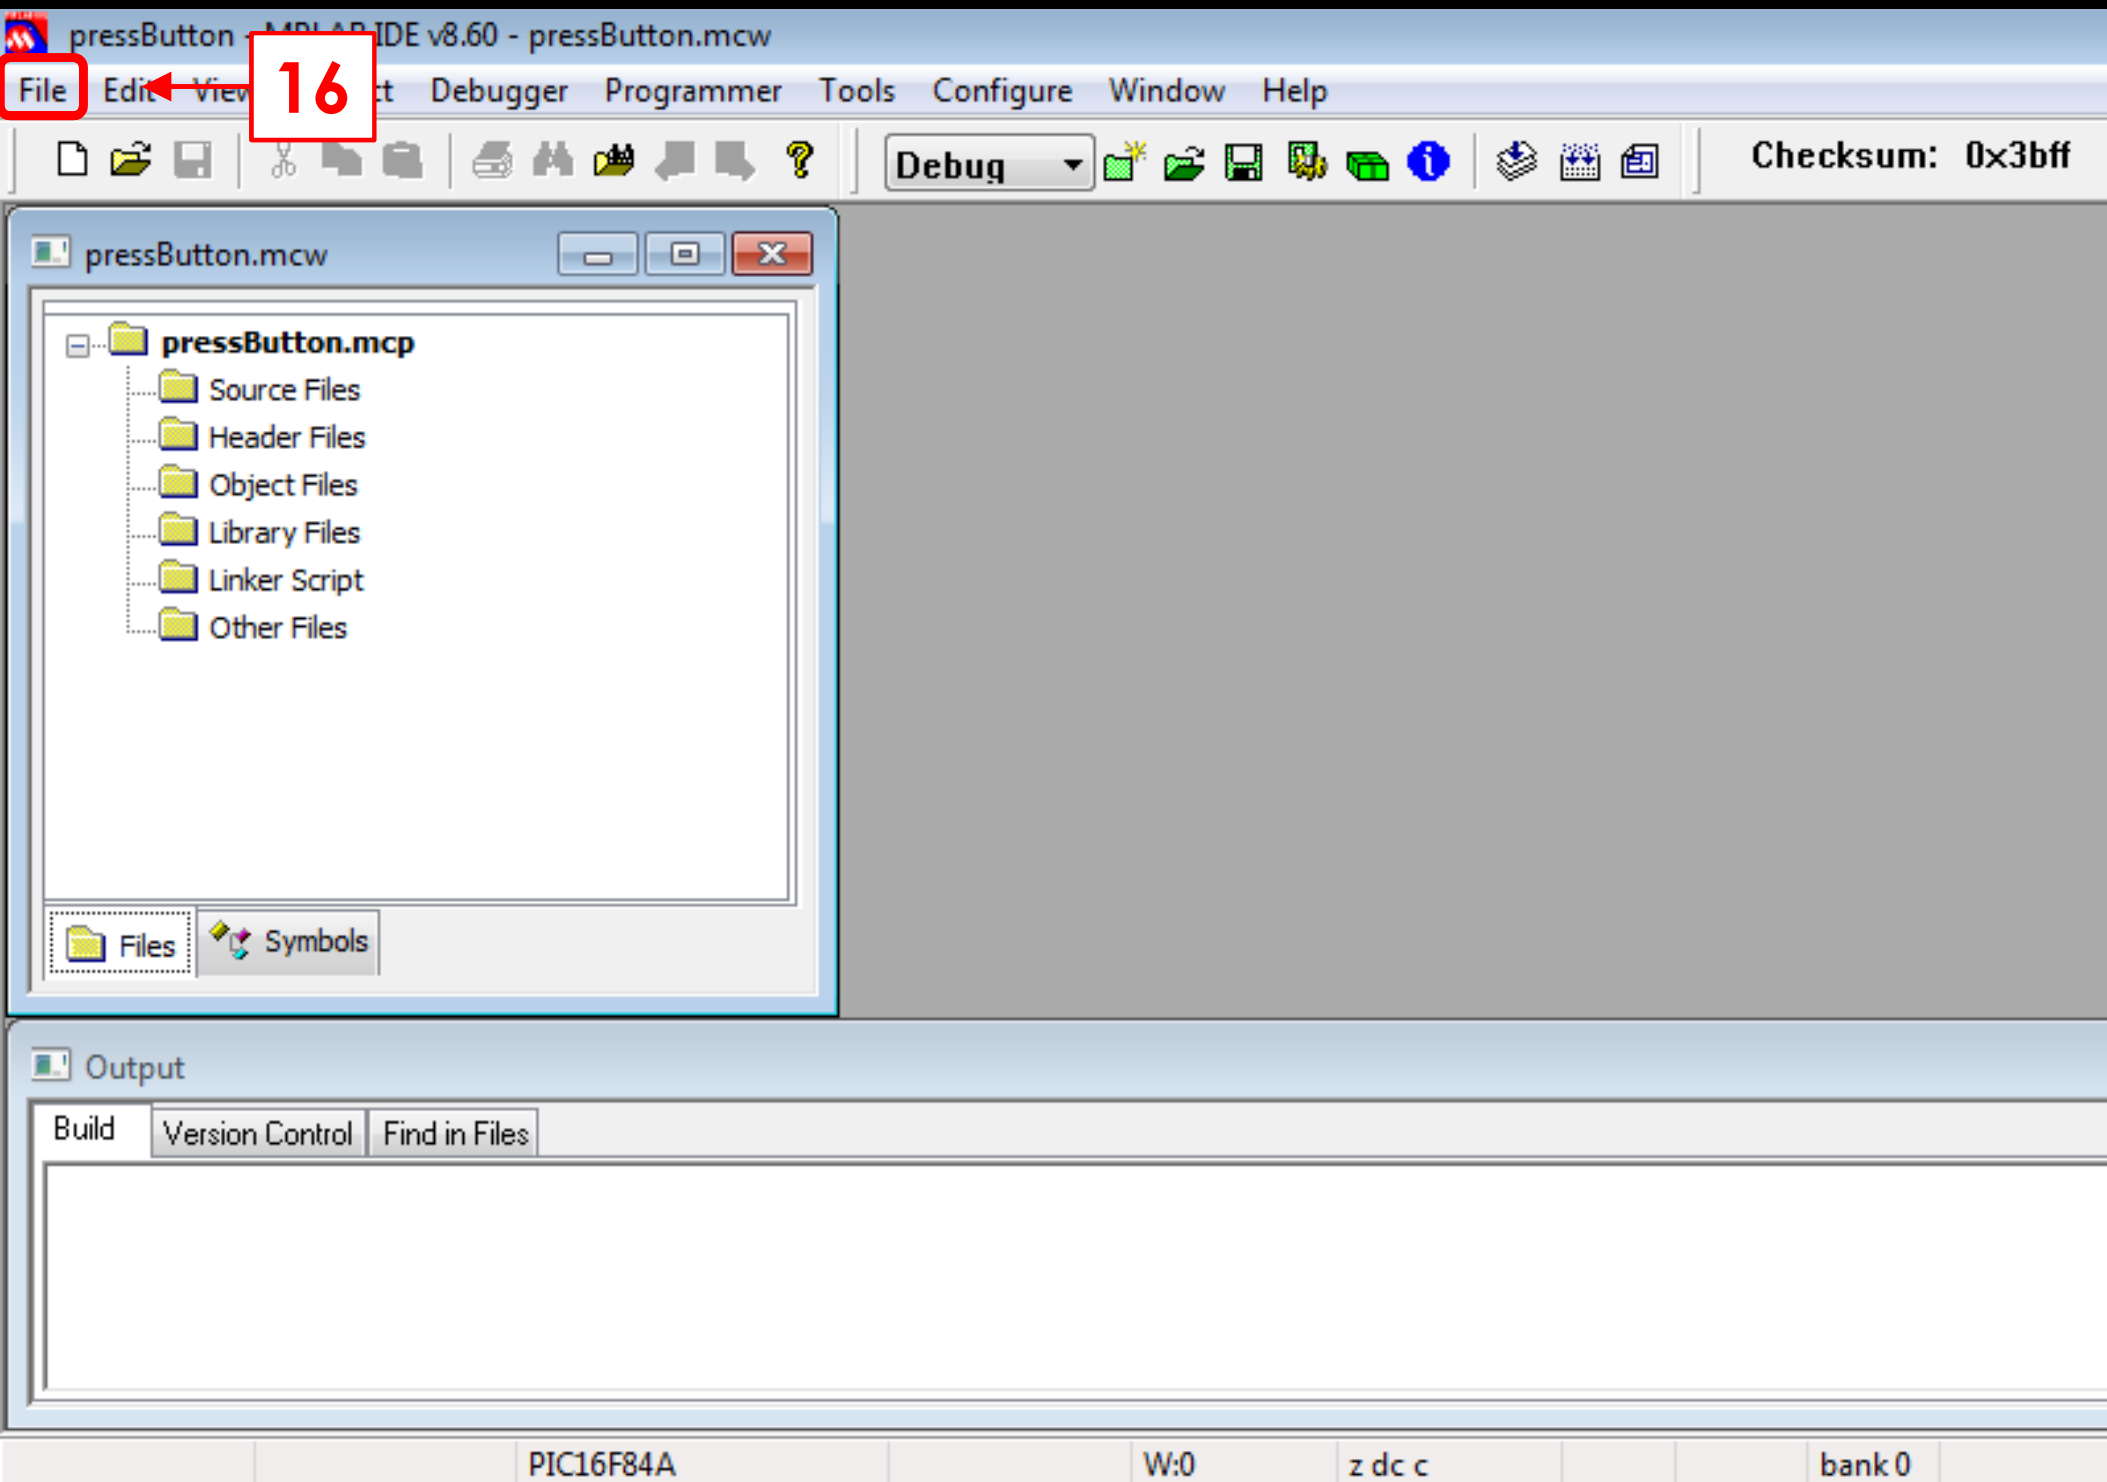 pressButton - MPLAB IDE v8.60 - pressButton.mcw
File Edit View ct Debugger Programmer Tools Configure Window Help
16
Debug Checksum: 0x3bff
pressButton.mcw
pressButton.mcp
Source Files
Header Files
Object Files
Library Files
Linker Script
Other Files
Files Symbols
Output
Build Version Control Find in Files
PIC16F84A W:0 z dc c bank 0